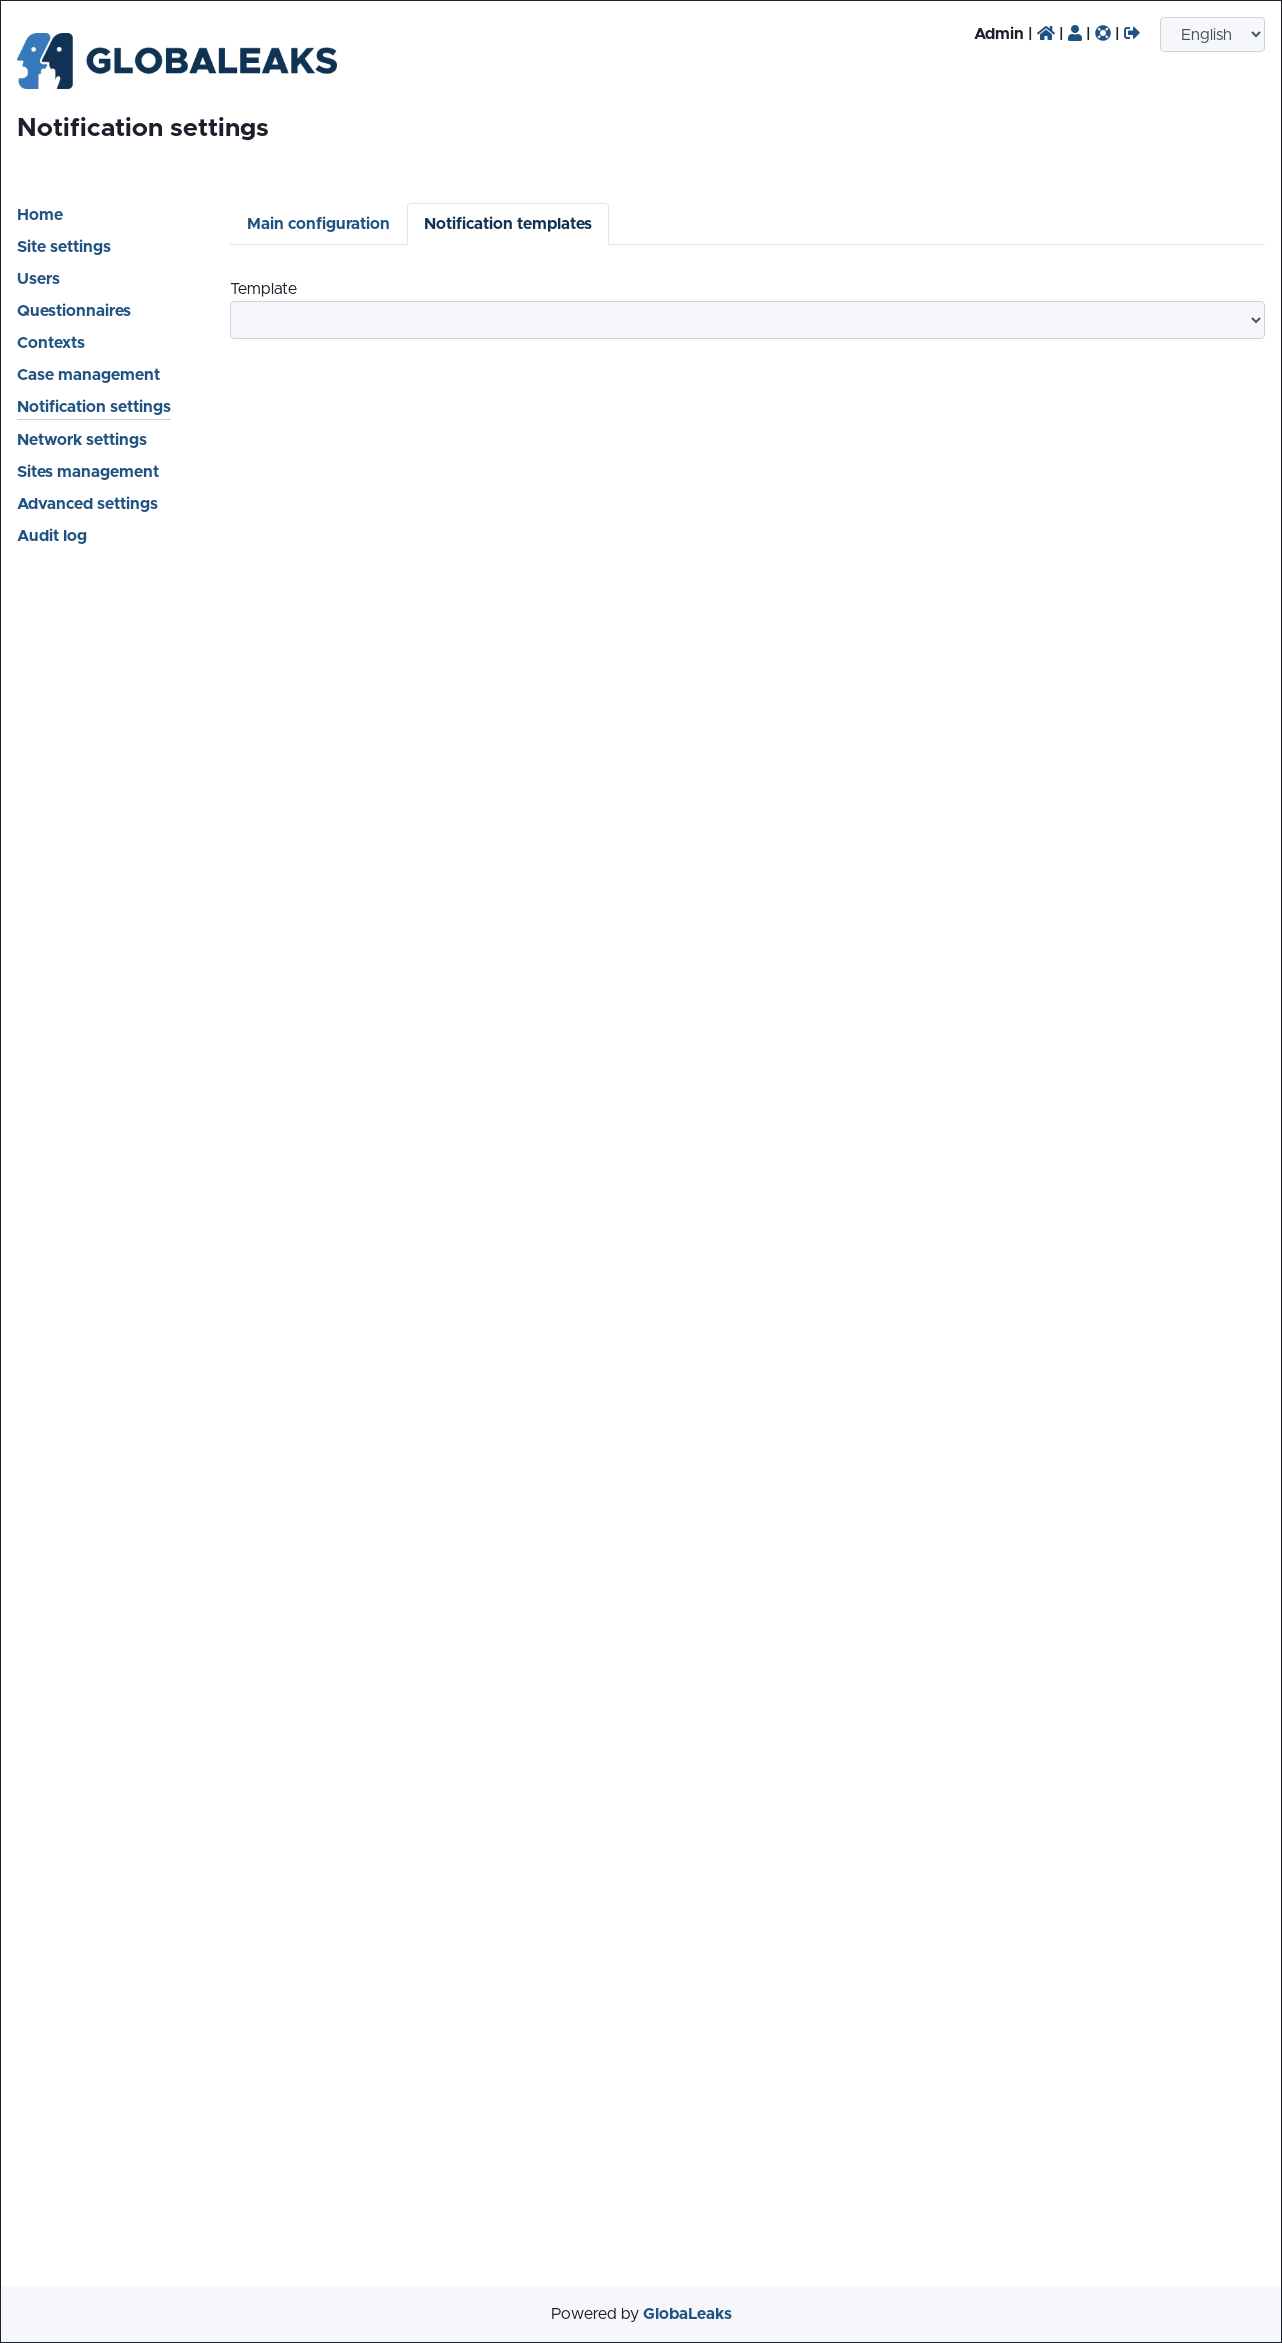 GLOBALEAKS
Admin | | | |
English
Notification settings
Home
Site settings
Users
Questionnaires
Contexts
Case management
Notification settings
Network settings
Sites management
Advanced settings
Audit log
Main configuration
Notification templates
Template
Powered by GlobaLeaks